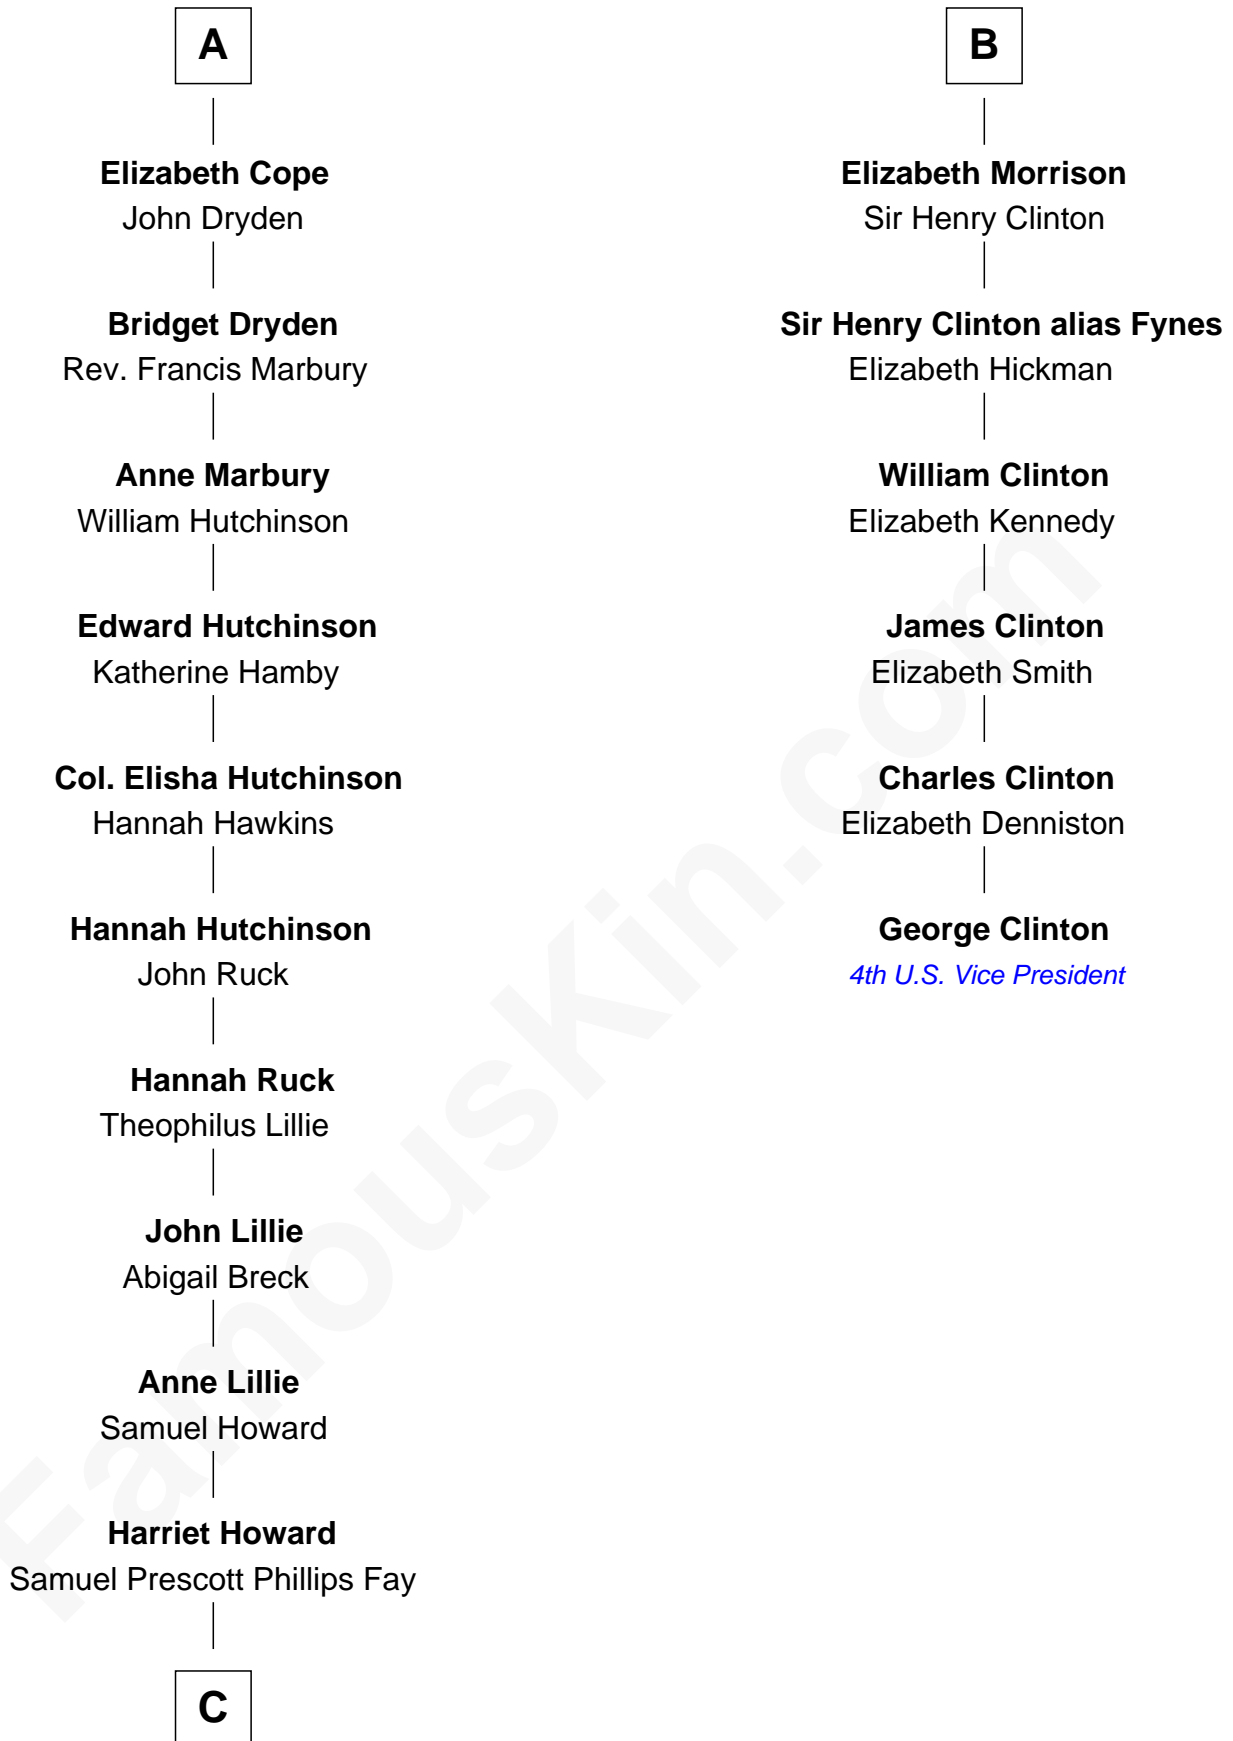 A
Elizabeth Cope
John Dryden
Bridget Dryden
Rev. Francis Marbury
Anne Marbury
William Hutchinson
Edward Hutchinson
Katherine Hamby
Col. Elisha Hutchinson
Hannah Hawkins
Hannah Hutchinson
John Ruck
Hannah Ruck
Theophilus Lillie
John Lillie
Abigail Breck
Anne Lillie
Samuel Howard
Harriet Howard
Samuel Prescott Phillips Fay
C
B
Elizabeth Morrison
Sir Henry Clinton
Sir Henry Clinton alias Fynes
Elizabeth Hickman
William Clinton
Elizabeth Kennedy
James Clinton
Elizabeth Smith
Charles Clinton
Elizabeth Denniston
George Clinton
4th U.S. Vice President
FamousKin.com